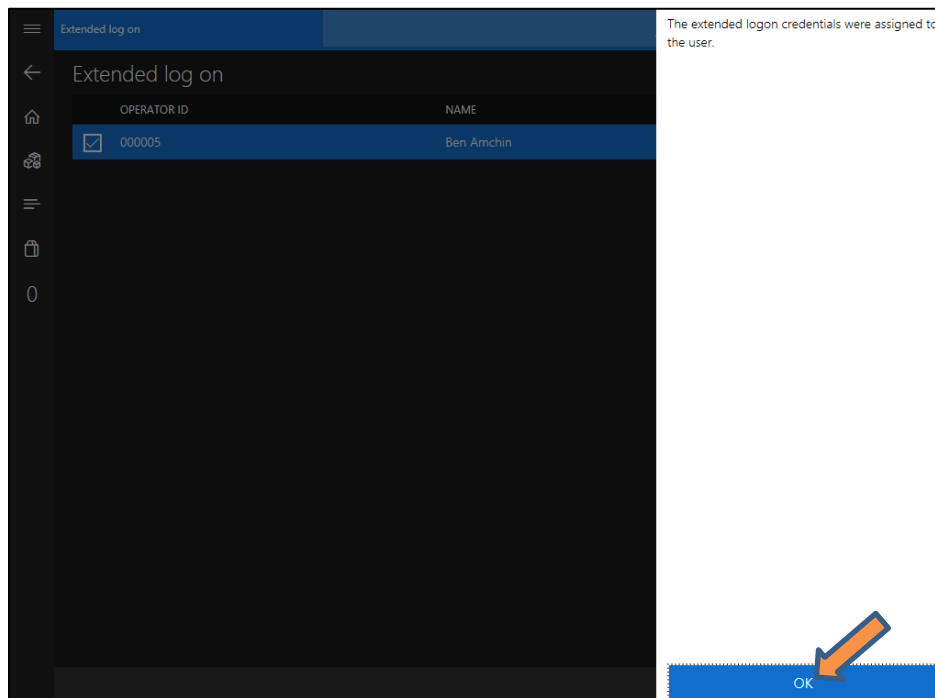 Extended log on
The extended logon credentials were assigned to
the user.
Extended log on
OPERATOR ID NAME
000005 Ben Amchin
0
OK